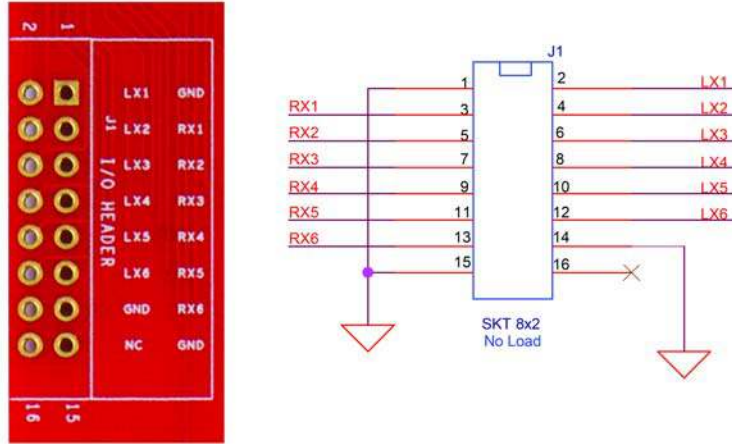 2 1
LX1 GND
LX2 RX1
LX3 RX2
LX4 RX3
LX5 RX4
LX6 RX5
GND RX6
NC GND
J1 I/O HEADER
16 15
J1
1 2 LX1
RX1 3 4 LX2
RX2 5 6 LX3
RX3 7 8 LX4
RX4 9 10 LX5
RX5 11 12 LX6
RX6 13 14
15 16
SKT 8x2
No Load